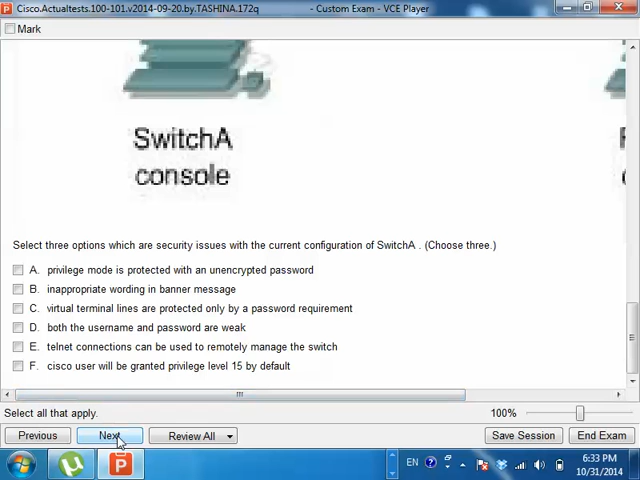 Cisco.Actualtests.100-101.v2014-09-20.by.TASHINA.172q - Custom Exam - VCE Player
Mark
SwitchA
console
Select three options which are security issues with the current configuration of SwitchA . (Choose three.)
A. privilege mode is protected with an unencrypted password
B. inappropriate wording in banner message
C. virtual terminal lines are protected only by a password requirement
D. both the username and password are weak
E. telnet connections can be used to remotely manage the switch
F. cisco user will be granted privilege level 15 by default
Select all that apply. 100%
Previous Next Review All Save Session End Exam
EN 6:33 PM
10/31/2014